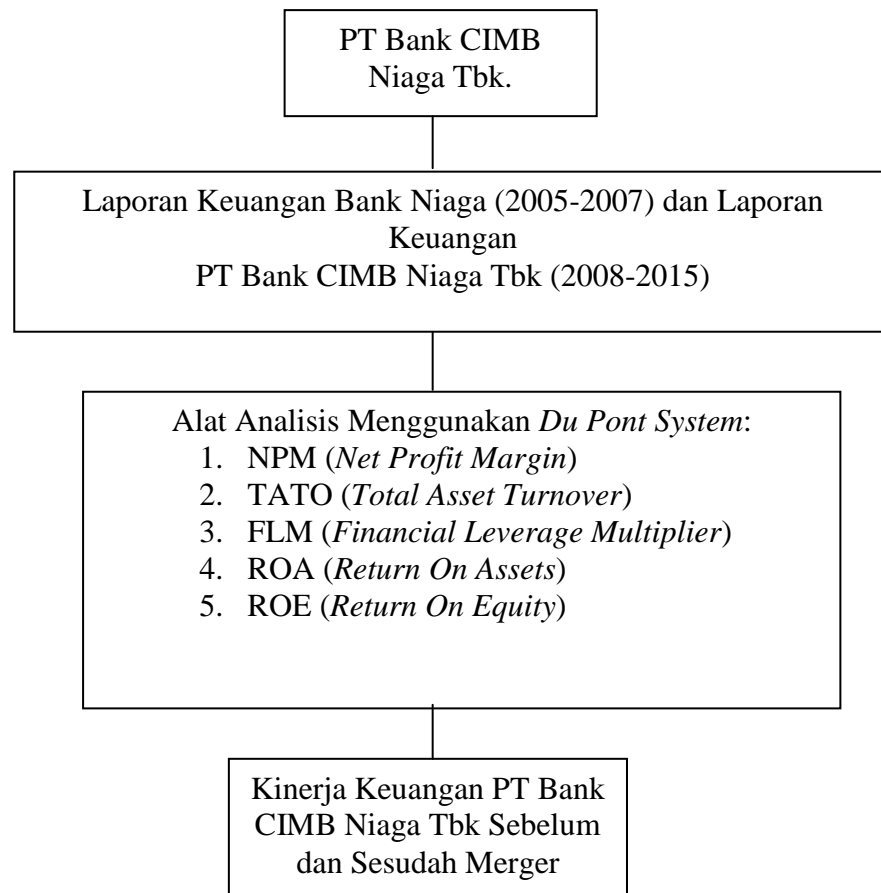 PT Bank CIMB
Niaga Tbk.
Laporan Keuangan Bank Niaga (2005-2007) dan Laporan
Keuangan
PT Bank CIMB Niaga Tbk (2008-2015)
Alat Analisis Menggunakan Du Pont System:
1. NPM (Net Profit Margin)
2. TATO (Total Asset Turnover)
3. FLM (Financial Leverage Multiplier)
4. ROA (Return On Assets)
5. ROE (Return On Equity)
Kinerja Keuangan PT Bank
CIMB Niaga Tbk Sebelum
dan Sesudah Merger